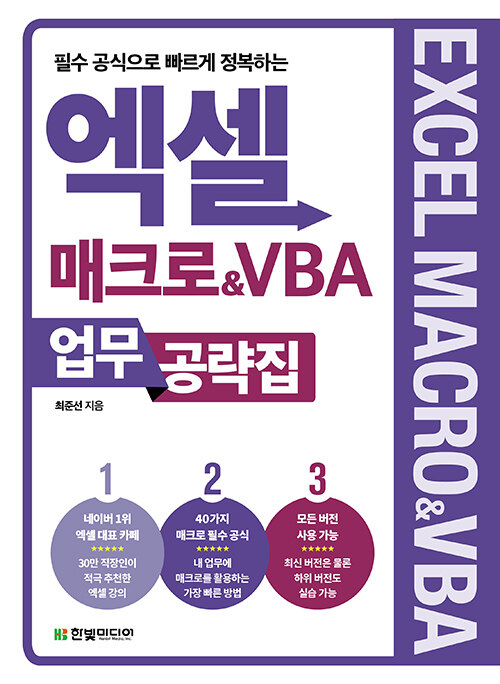 필수 공식으로 빠르게 정복하는
엑셀
매크로&VBA
업무 공략집
최준선 지음
EXCEL MACRO&VBA
1
네이버 1위
엑셀 대표 카페
★★★★★
30만 직장인이
적극 추천한
엑셀 강의
2
40가지
매크로 필수 공식
★★★★★
내 업무에
매크로를 활용하는
가장 빠른 방법
3
모든 버전
사용 가능
★★★★★
최신 버전은 물론
하위 버전도
실습 가능
HB 한빛미디어
Hanbit Media, Inc.